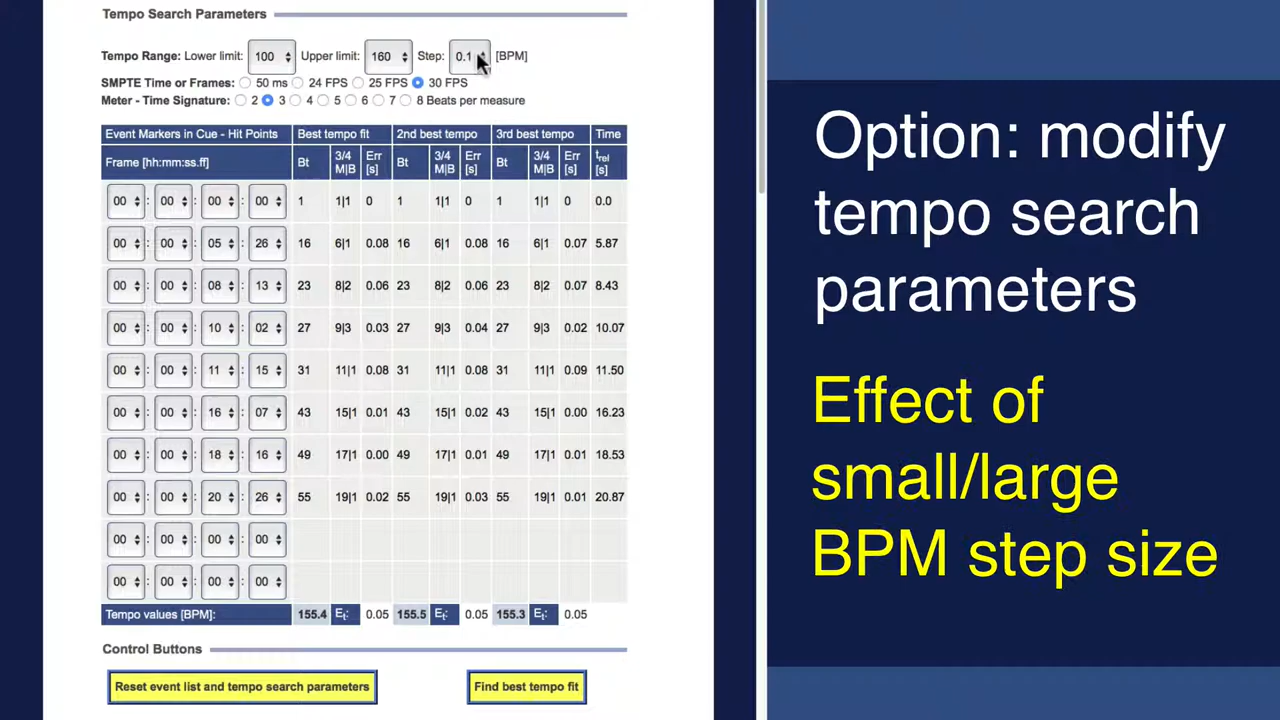 Tempo Search Parameters
Tempo Range: Lower limit: 100 Upper limit: 160 Step: 0.1 [BPM]
SMPTE Time or Frames: 50 ms 24 FPS 25 FPS 30 FPS
Meter - Time Signature: 2 3 4 5 6 7 8 Beats per measure
Event Markers in Cue - Hit Points Best tempo fit 2nd best tempo 3rd best tempo Time
Frame [hh:mm:ss.ff] Bt 3/4 M|B Err [s] Bt 3/4 M|B Err [s] Bt 3/4 M|B Err [s] trel [s]
00 : 00 : 00 : 00 1 1|1 0 1 1|1 0 1 1|1 0 0.0
00 : 00 : 05 : 26 16 6|1 0.08 16 6|1 0.08 16 6|1 0.07 5.87
00 : 00 : 08 : 13 23 8|2 0.06 23 8|2 0.06 23 8|2 0.07 8.43
00 : 00 : 10 : 02 27 9|3 0.03 27 9|3 0.04 27 9|3 0.02 10.07
00 : 00 : 11 : 15 31 11|1 0.08 31 11|1 0.08 31 11|1 0.09 11.50
00 : 00 : 16 : 07 43 15|1 0.01 43 15|1 0.02 43 15|1 0.00 16.23
00 : 00 : 18 : 16 49 17|1 0.00 49 17|1 0.01 49 17|1 0.01 18.53
00 : 00 : 20 : 26 55 19|1 0.02 55 19|1 0.03 55 19|1 0.01 20.87
00 : 00 : 00 : 00
00 : 00 : 00 : 00
Tempo values [BPM]: 155.4 Et: 0.05 155.5 Et: 0.05 155.3 Et: 0.05
Control Buttons
Reset event list and tempo search parameters Find best tempo fit
Option: modify
tempo search
parameters
Effect of
small/large
BPM step size